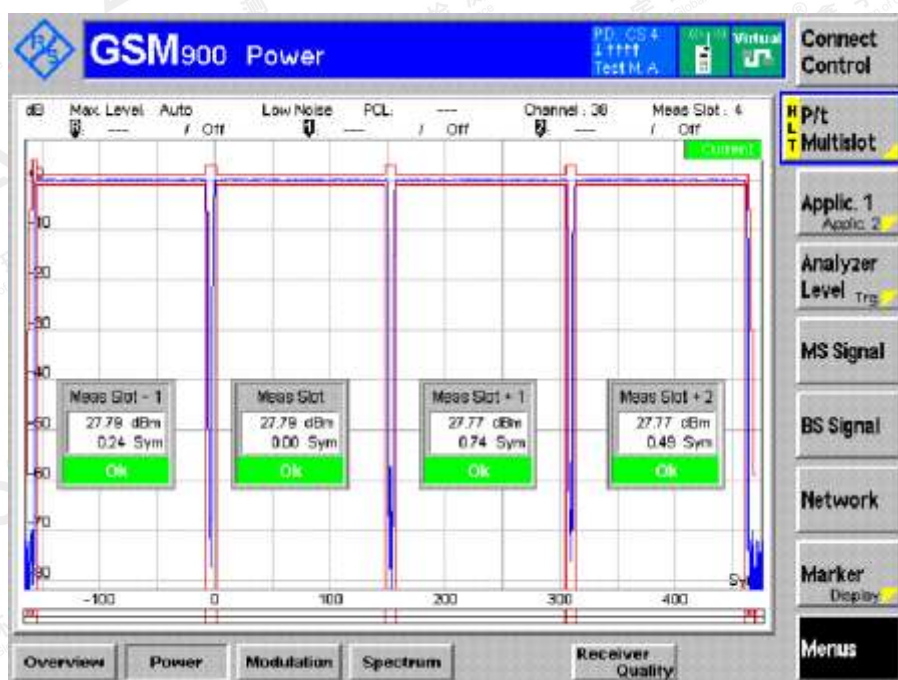 R&S
GSM900 Power
PD. CS4
Test M. A
Virtual
Connect
Control
dB Max. Level: Auto Low Noise PCL: --- Channel : 38 Meas Slot : 4
--- / Off --- / Off --- / Off
Current
H
L
T
P/t
Multislot
Applic. 1
Applic. 2
Analyzer
Level Trg
MS Signal
BS Signal
Network
Marker
Display
Menus
-10
-20
-30
-40
-50
-60
-70
-80
Meas Slot - 1
27.79 dBm
0.24 Sym
Ok
Meas Slot
27.79 dBm
0.00 Sym
Ok
Meas Slot + 1
27.77 dBm
0.74 Sym
Ok
Meas Slot + 2
27.77 dBm
0.49 Sym
Ok
-100 0 100 200 300 400
Overview Power Modulation Spectrum Receiver
Quality